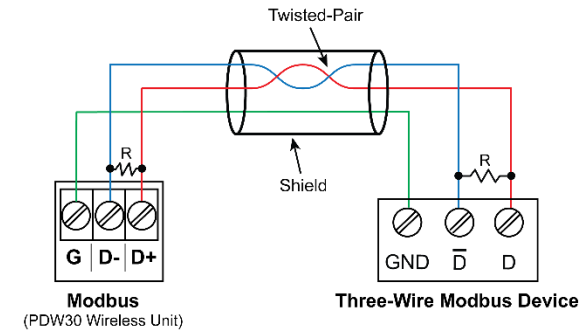 Twisted-Pair
R
R
Shield
G D- D+
GND D̅ D
Modbus
(PDW30 Wireless Unit)
Three-Wire Modbus Device